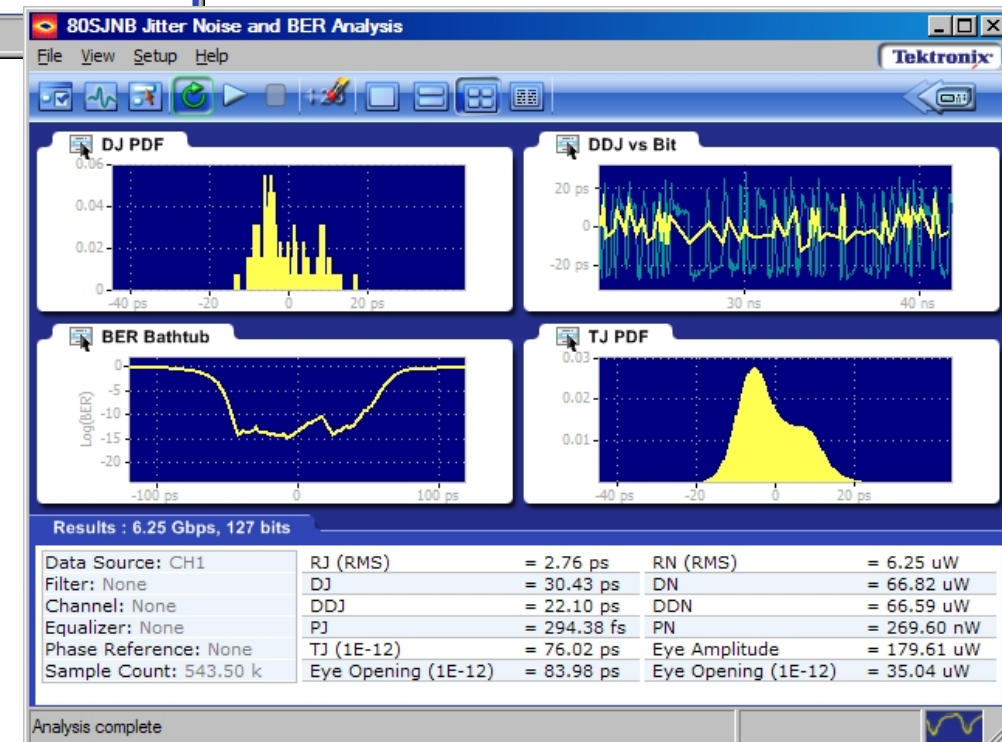 80SJNB Jitter Noise and BER Analysis
File View Setup Help
Tektronix
DJ PDF
0.06
0.04
0.02
0
-40 ps -20 0 20 ps
DDJ vs Bit
20 ps
0
-20 ps
30 ns 40 ns
BER Bathtub
Log(BER)
0
-5
-10
-15
-20
-100 ps 0 100 ps
TJ PDF
0.03
0.02
0.01
-40 ps -20 0 20 ps
Results : 6.25 Gbps, 127 bits
Data Source: CH1
Filter: None
Channel: None
Equalizer: None
Phase Reference: None
Sample Count: 543.50 k
RJ (RMS) = 2.76 ps
DJ = 30.43 ps
DDJ = 22.10 ps
PJ = 294.38 fs
TJ (1E-12) = 76.02 ps
Eye Opening (1E-12) = 83.98 ps
RN (RMS) = 6.25 uW
DN = 66.82 uW
DDN = 66.59 uW
PN = 269.60 nW
Eye Amplitude = 179.61 uW
Eye Opening (1E-12) = 35.04 uW
Analysis complete